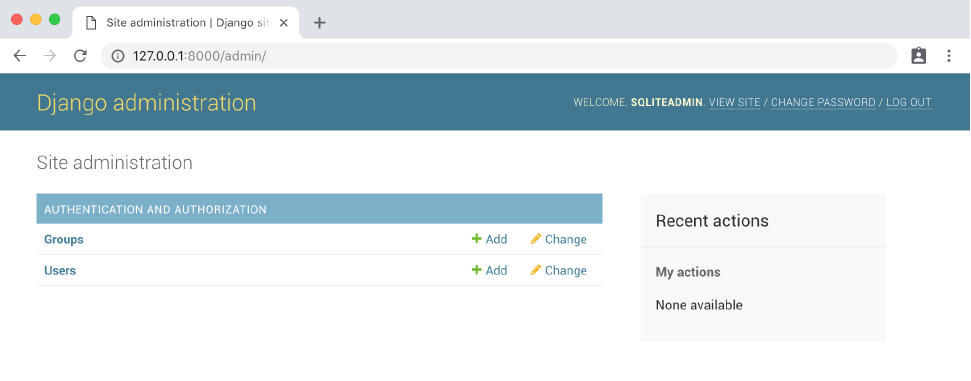 Site administration | Django sit
127.0.0.1:8000/admin/
Django administration
WELCOME, SQLITEADMIN. VIEW SITE / CHANGE PASSWORD / LOG OUT
Site administration
AUTHENTICATION AND AUTHORIZATION
Groups Add Change
Users Add Change
Recent actions
My actions
None available